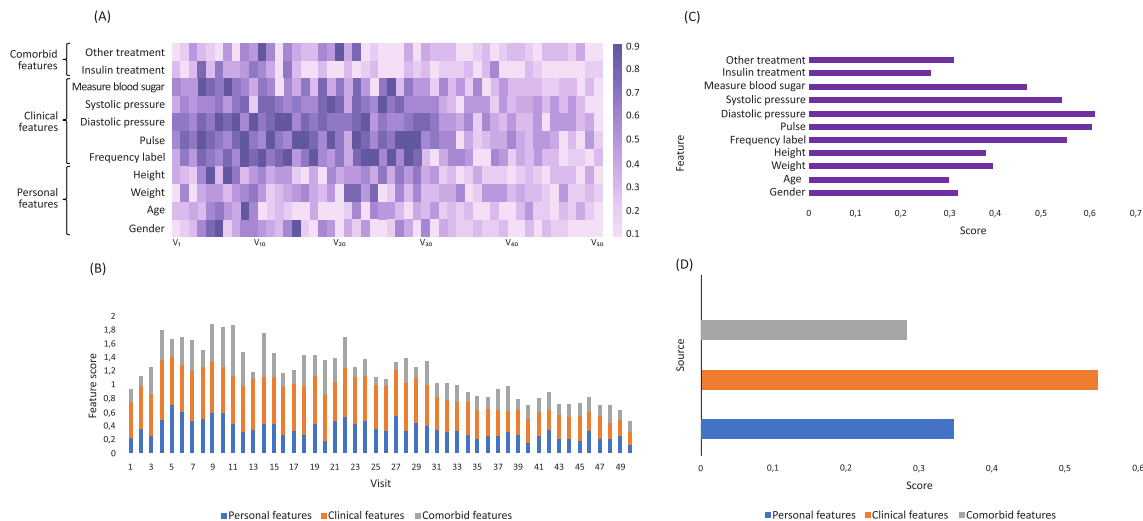 (A)
Comorbid
features
Clinical
features
Personal
features
Other treatment
Insulin treatment
Measure blood sugar
Systolic pressure
Diastolic pressure
Pulse
Frequency label
Height
Weight
Age
Gender
V₁ V₁₀ V₂₀ V₃₀ V₄₀ V₅₀
0.9
0.8
0.7
0.6
0.5
0.4
0.3
0.2
0.1
(B)
Feature score
2
1,8
1,6
1,4
1,2
1
0,8
0,6
0,4
0,2
0
1 3 5 7 9 11 13 15 17 19 21 23 25 27 29 31 33 35 37 39 41 43 45 47 49
Visit
Personal features Clinical features Comorbid features
(C)
Feature
Other treatment
Insulin treatment
Measure blood sugar
Systolic pressure
Diastolic pressure
Pulse
Frequency label
Height
Weight
Age
Gender
0 0,1 0,2 0,3 0,4 0,5 0,6 0,7
Score
(D)
Source
0 0,1 0,2 0,3 0,4 0,5 0,6
Score
Personal features Clinical features Comorbid features